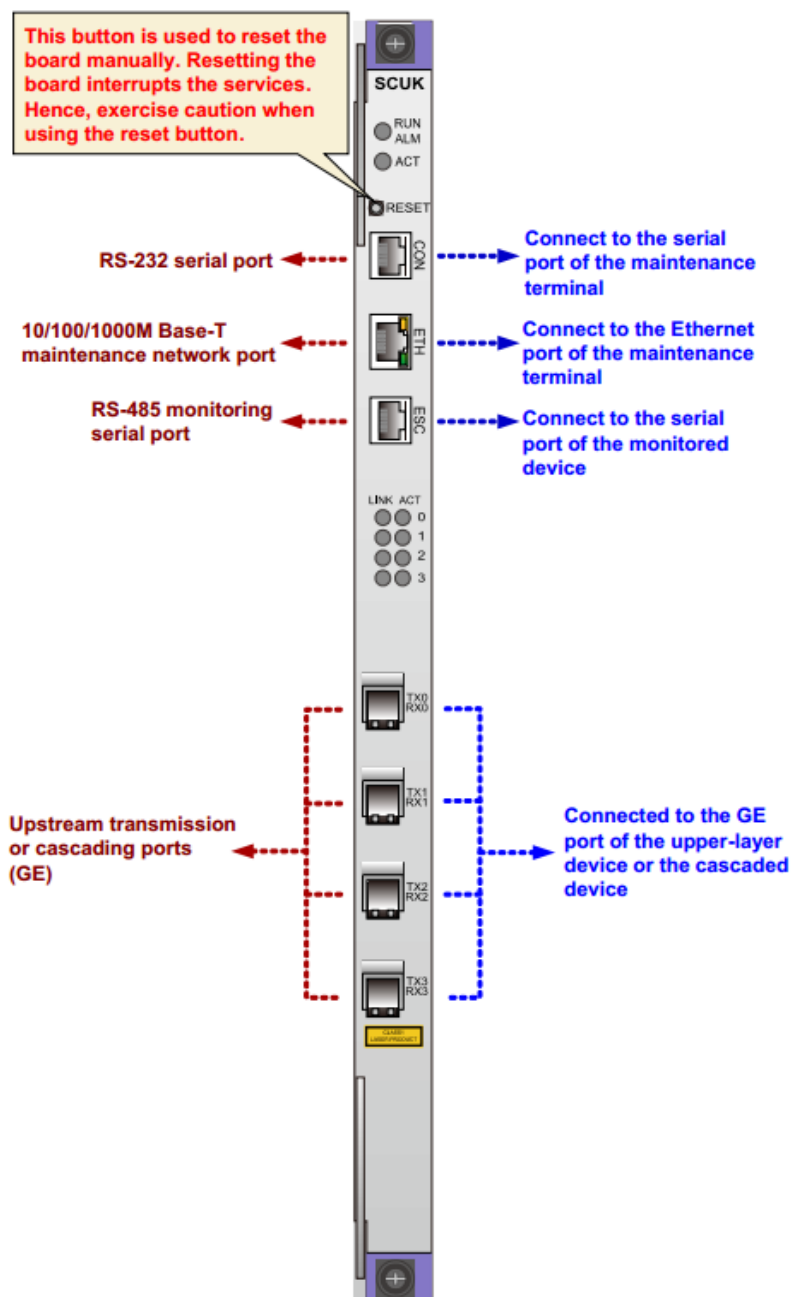 This button is used to reset the
board manually. Resetting the
board interrupts the services.
Hence, exercise caution when
using the reset button.
SCUK
RUN
ALM
ACT
RESET
RS-232 serial port
CON
Connect to the serial
port of the maintenance
terminal
10/100/1000M Base-T
maintenance network port
ETH
Connect to the Ethernet
port of the maintenance
terminal
RS-485 monitoring
serial port
ESC
Connect to the serial
port of the monitored
device
LINK ACT
0
1
2
3
TX0
RX0
TX1
RX1
Upstream transmission
or cascading ports
(GE)
Connected to the GE
port of the upper-layer
device or the cascaded
device
TX2
RX2
TX3
RX3
LASER PRODUCT